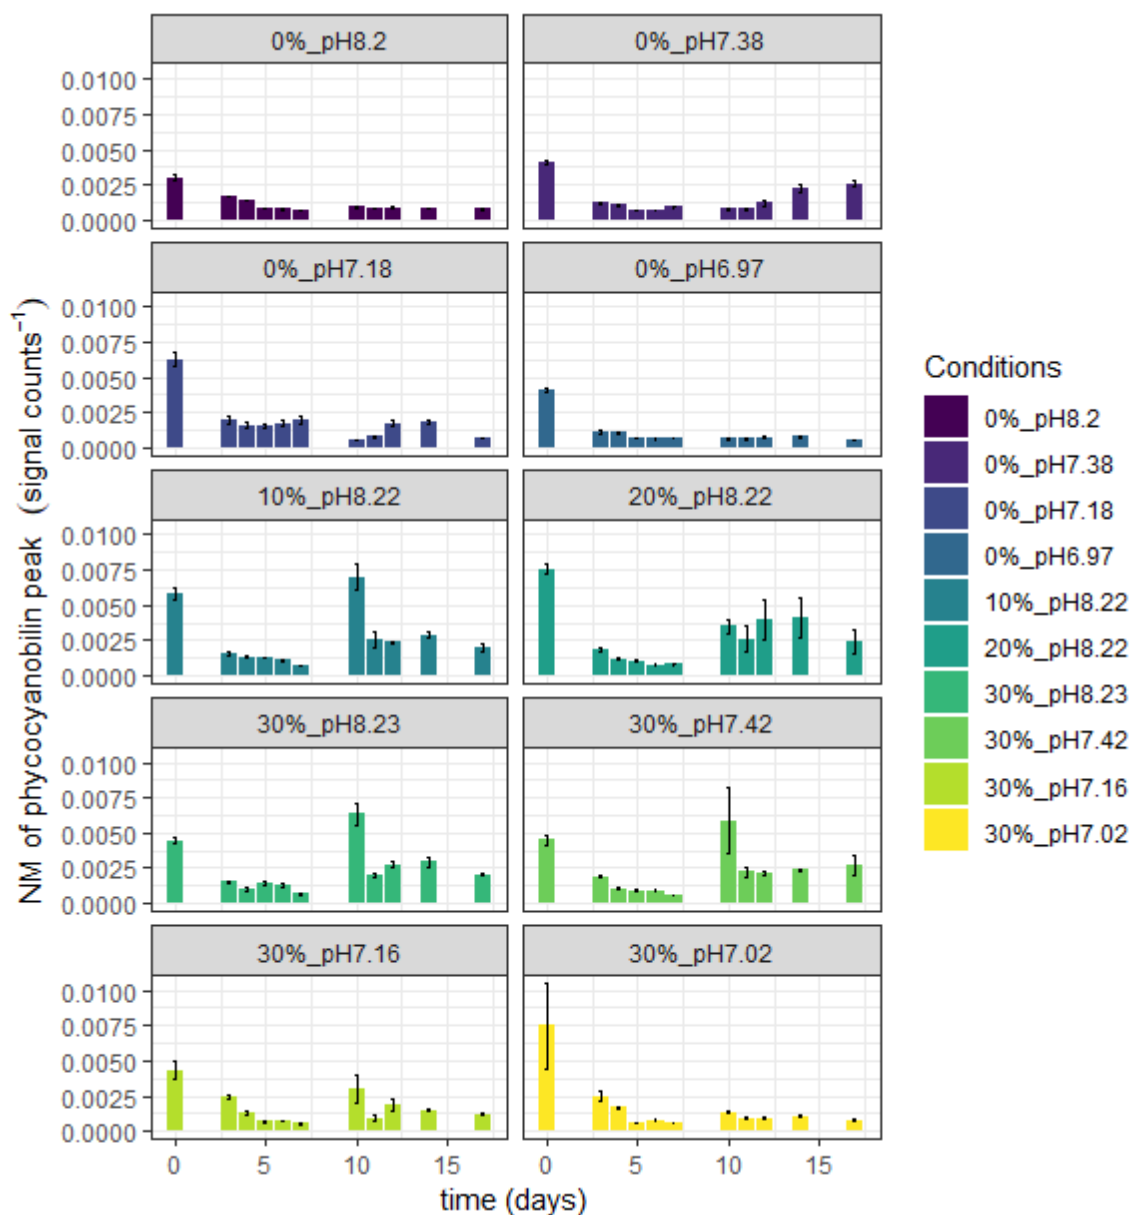 0%_pH8.2
0%_pH7.38
0.0100
0.0075
0.0050
0.0025
0.0000
0%_pH7.18
0%_pH6.97
0.0100
0.0075
0.0050
0.0025
0.0000
10%_pH8.22
20%_pH8.22
0.0100
0.0075
0.0050
0.0025
0.0000
30%_pH8.23
30%_pH7.42
0.0100
0.0075
0.0050
0.0025
0.0000
30%_pH7.16
30%_pH7.02
0.0100
0.0075
0.0050
0.0025
0.0000
0 5 10 15
0 5 10 15
time (days)
NM of phycocyanobilin peak (signal counts⁻¹)
Conditions
0%_pH8.2
0%_pH7.38
0%_pH7.18
0%_pH6.97
10%_pH8.22
20%_pH8.22
30%_pH8.23
30%_pH7.42
30%_pH7.16
30%_pH7.02